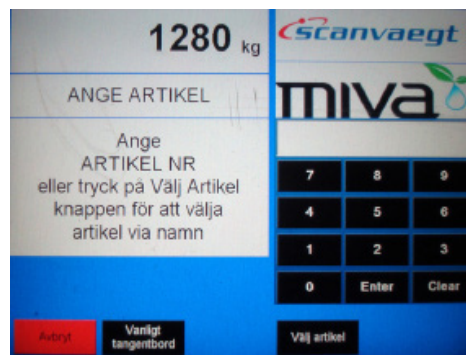 1280 kg
scanvaegt
ANGE ARTIKEL
miva
Ange
ARTIKEL NR
eller tryck på Välj Artikel
knappen för att välja
artikel via namn
7 8 9
4 5 6
1 2 3
0 Enter Clear
Avbryt
Vanligt
tangentbord
Välj artikel